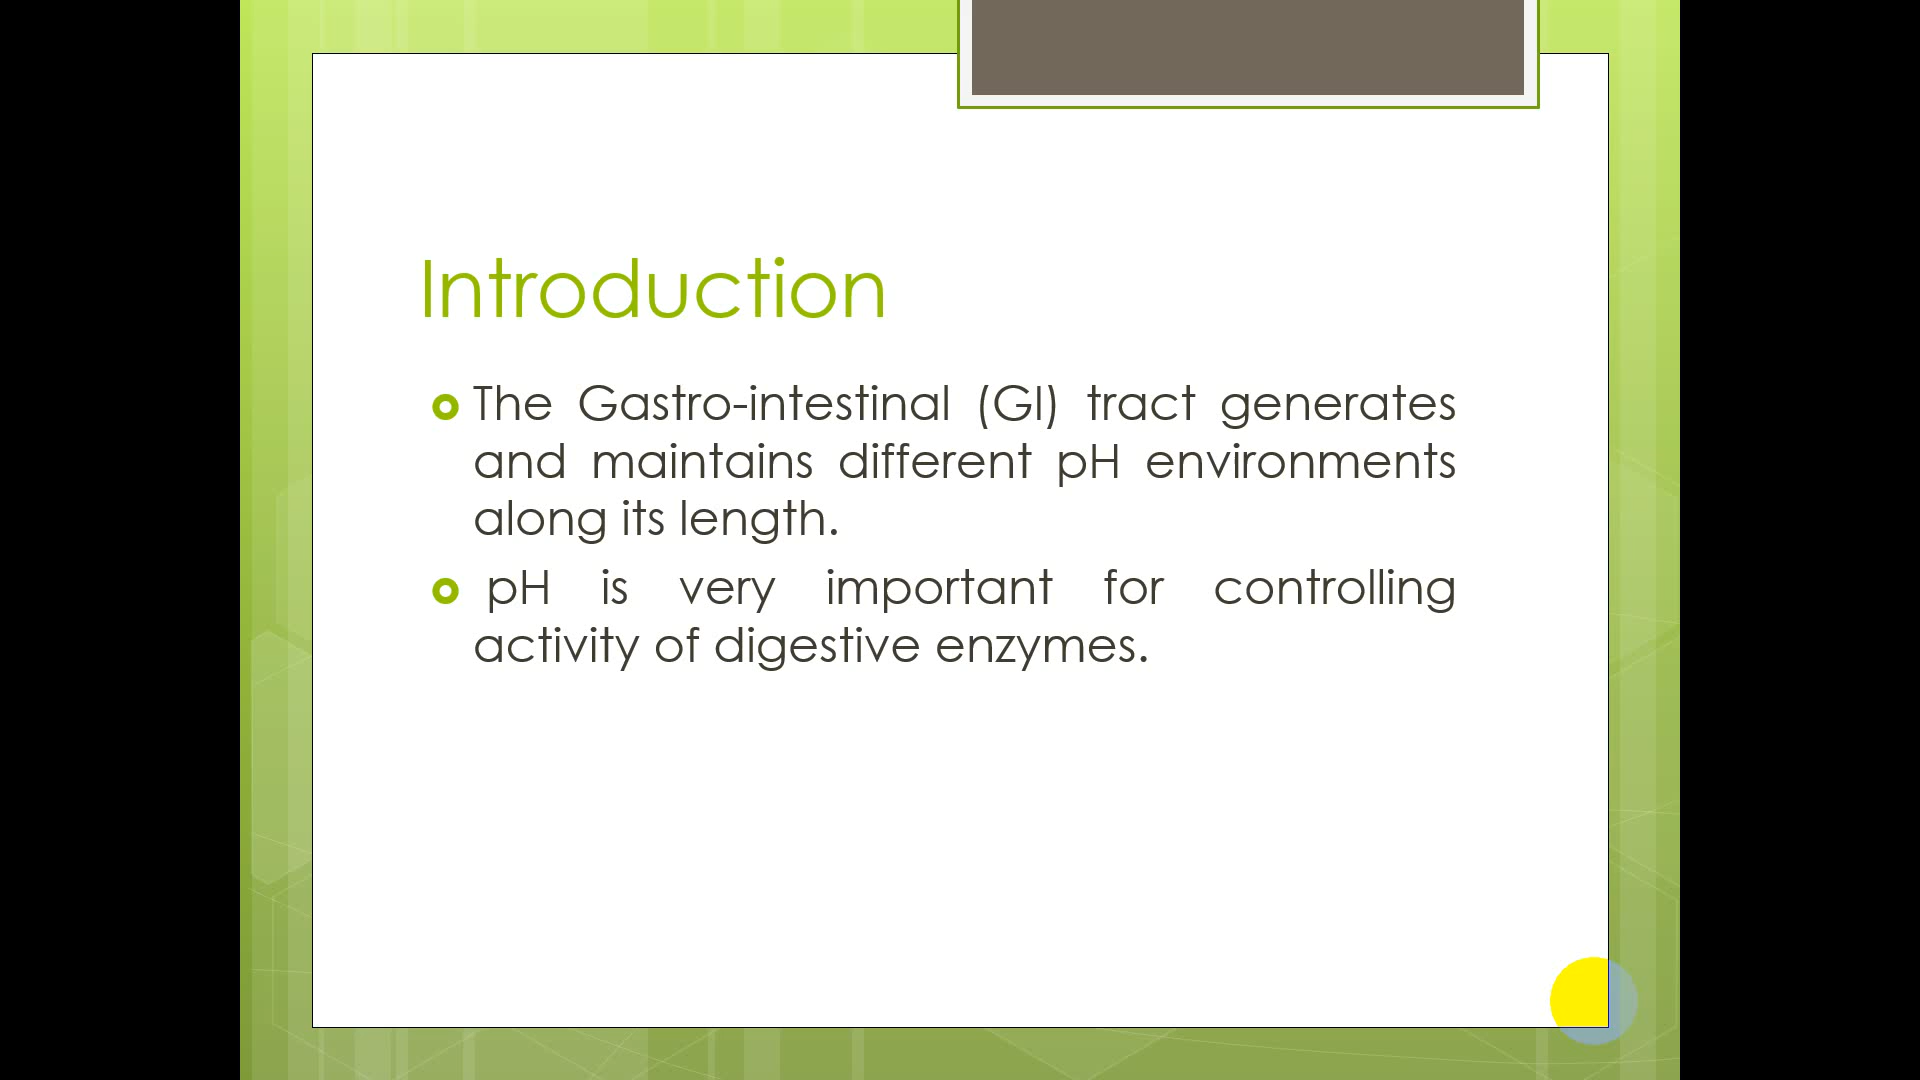 Introduction
The Gastro-intestinal (GI) tract generates
and maintains different pH environments
along its length.
pH is very important for controlling
activity of digestive enzymes.